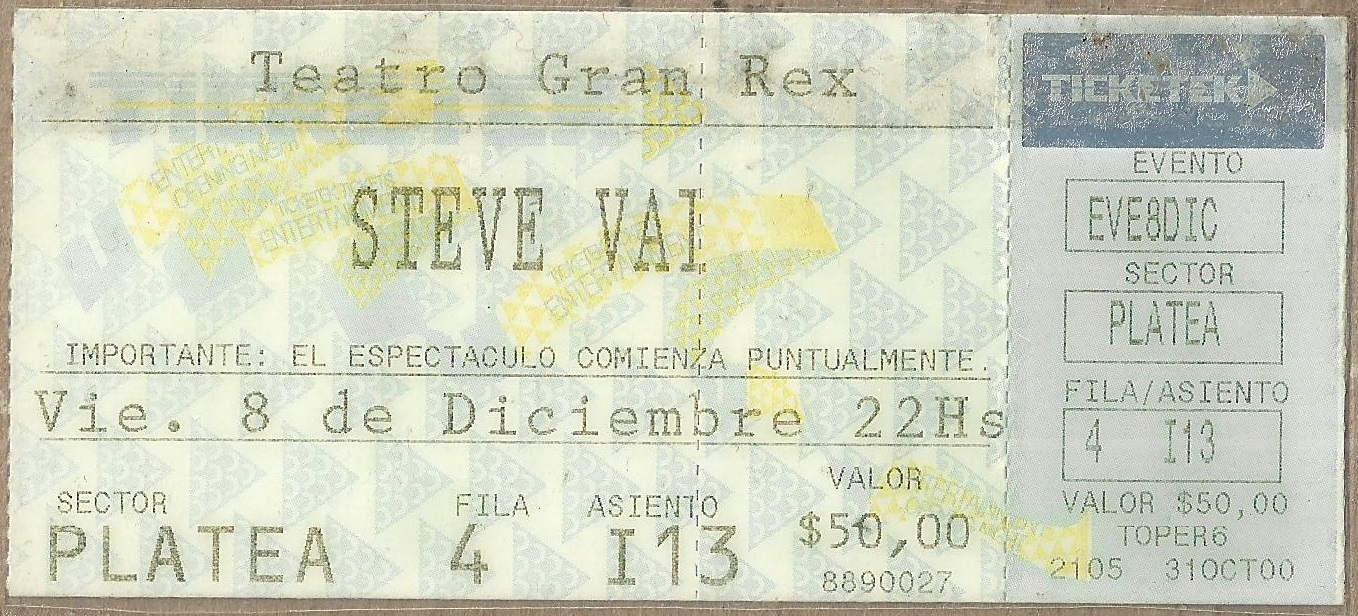 Teatro Gran Rex
STEVE VAI
IMPORTANTE: EL ESPECTACULO COMIENZA PUNTUALMENTE.
Vie. 8 de Diciembre 22Hs
SECTOR FILA ASIENTO VALOR
PLATEA 4 I13 $50,00
8890027
TICKETEK
EVENTO
EVE8DIC
SECTOR
PLATEA
FILA/ASIENTO
4 I13
VALOR $50,00
TOPER6
2105 31OCT00